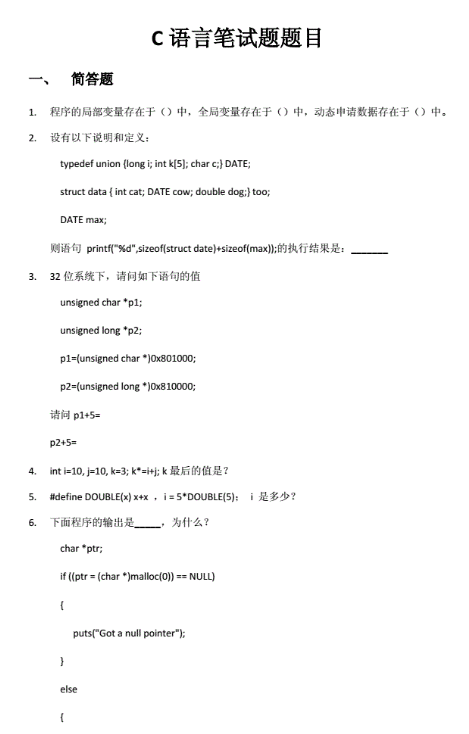 C 语言笔试题题目
一、 简答题
1. 程序的局部变量存在于（）中，全局变量存在于（）中，动态申请数据存在于（）中。
2. 设有以下说明和定义：
typedef union {long i; int k[5]; char c;} DATE;
struct data { int cat; DATE cow; double dog;} too;
DATE max;
则语句 printf("%d",sizeof(struct date)+sizeof(max));的执行结果是：_______
3. 32 位系统下，请问如下语句的值
unsigned char *p1;
unsigned long *p2;
p1=(unsigned char *)0x801000;
p2=(unsigned long *)0x810000;
请问 p1+5=
p2+5=
4. int i=10, j=10, k=3; k*=i+j; k 最后的值是？
5. #define DOUBLE(x) x+x ，i = 5*DOUBLE(5)； i 是多少？
6. 下面程序的输出是_____，为什么？
char *ptr;
if ((ptr = (char *)malloc(0)) == NULL)
{
puts("Got a null pointer");
}
else
{